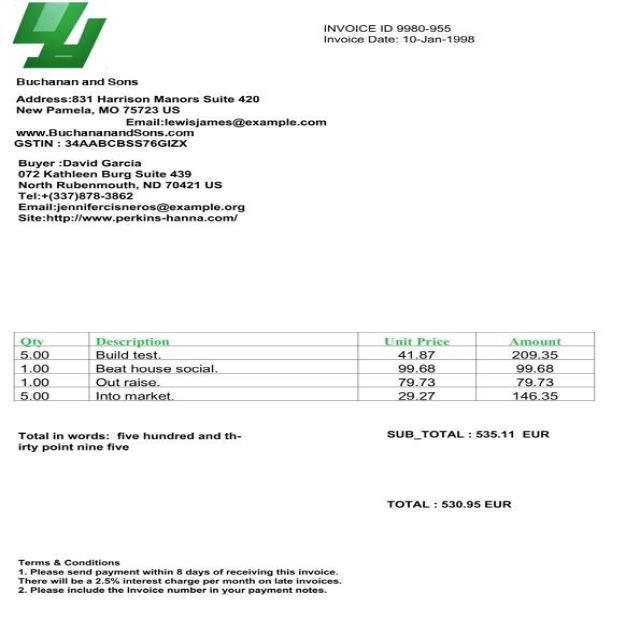 INVOICE ID 9980-955
Invoice Date: 10-Jan-1998
Buchanan and Sons
Address:831 Harrison Manors Suite 420
New Pamela, MO 75723 US
Email:lewisjames@example.com
www.BuchananandSons.com
GSTIN : 34AABCBSS76GIZX
Buyer :David Garcia
072 Kathleen Burg Suite 439
North Rubenmouth, ND 70421 US
Tel:+(337)878-3862
Email:jennifercisneros@example.org
Site:http://www.perkins-hanna.com/
Qty Description Unit Price Amount
5.00 Build test. 41.87 209.35
1.00 Beat house social. 99.68 99.68
1.00 Out raise. 79.73 79.73
5.00 Into market. 29.27 146.35
Total in words: five hundred and th-
irty point nine five
SUB_TOTAL : 535.11 EUR
TOTAL : 530.95 EUR
Terms & Conditions
1. Please send payment within 8 days of receiving this invoice.
There will be a 2.5% interest charge per month on late invoices.
2. Please include the Invoice number in your payment notes.